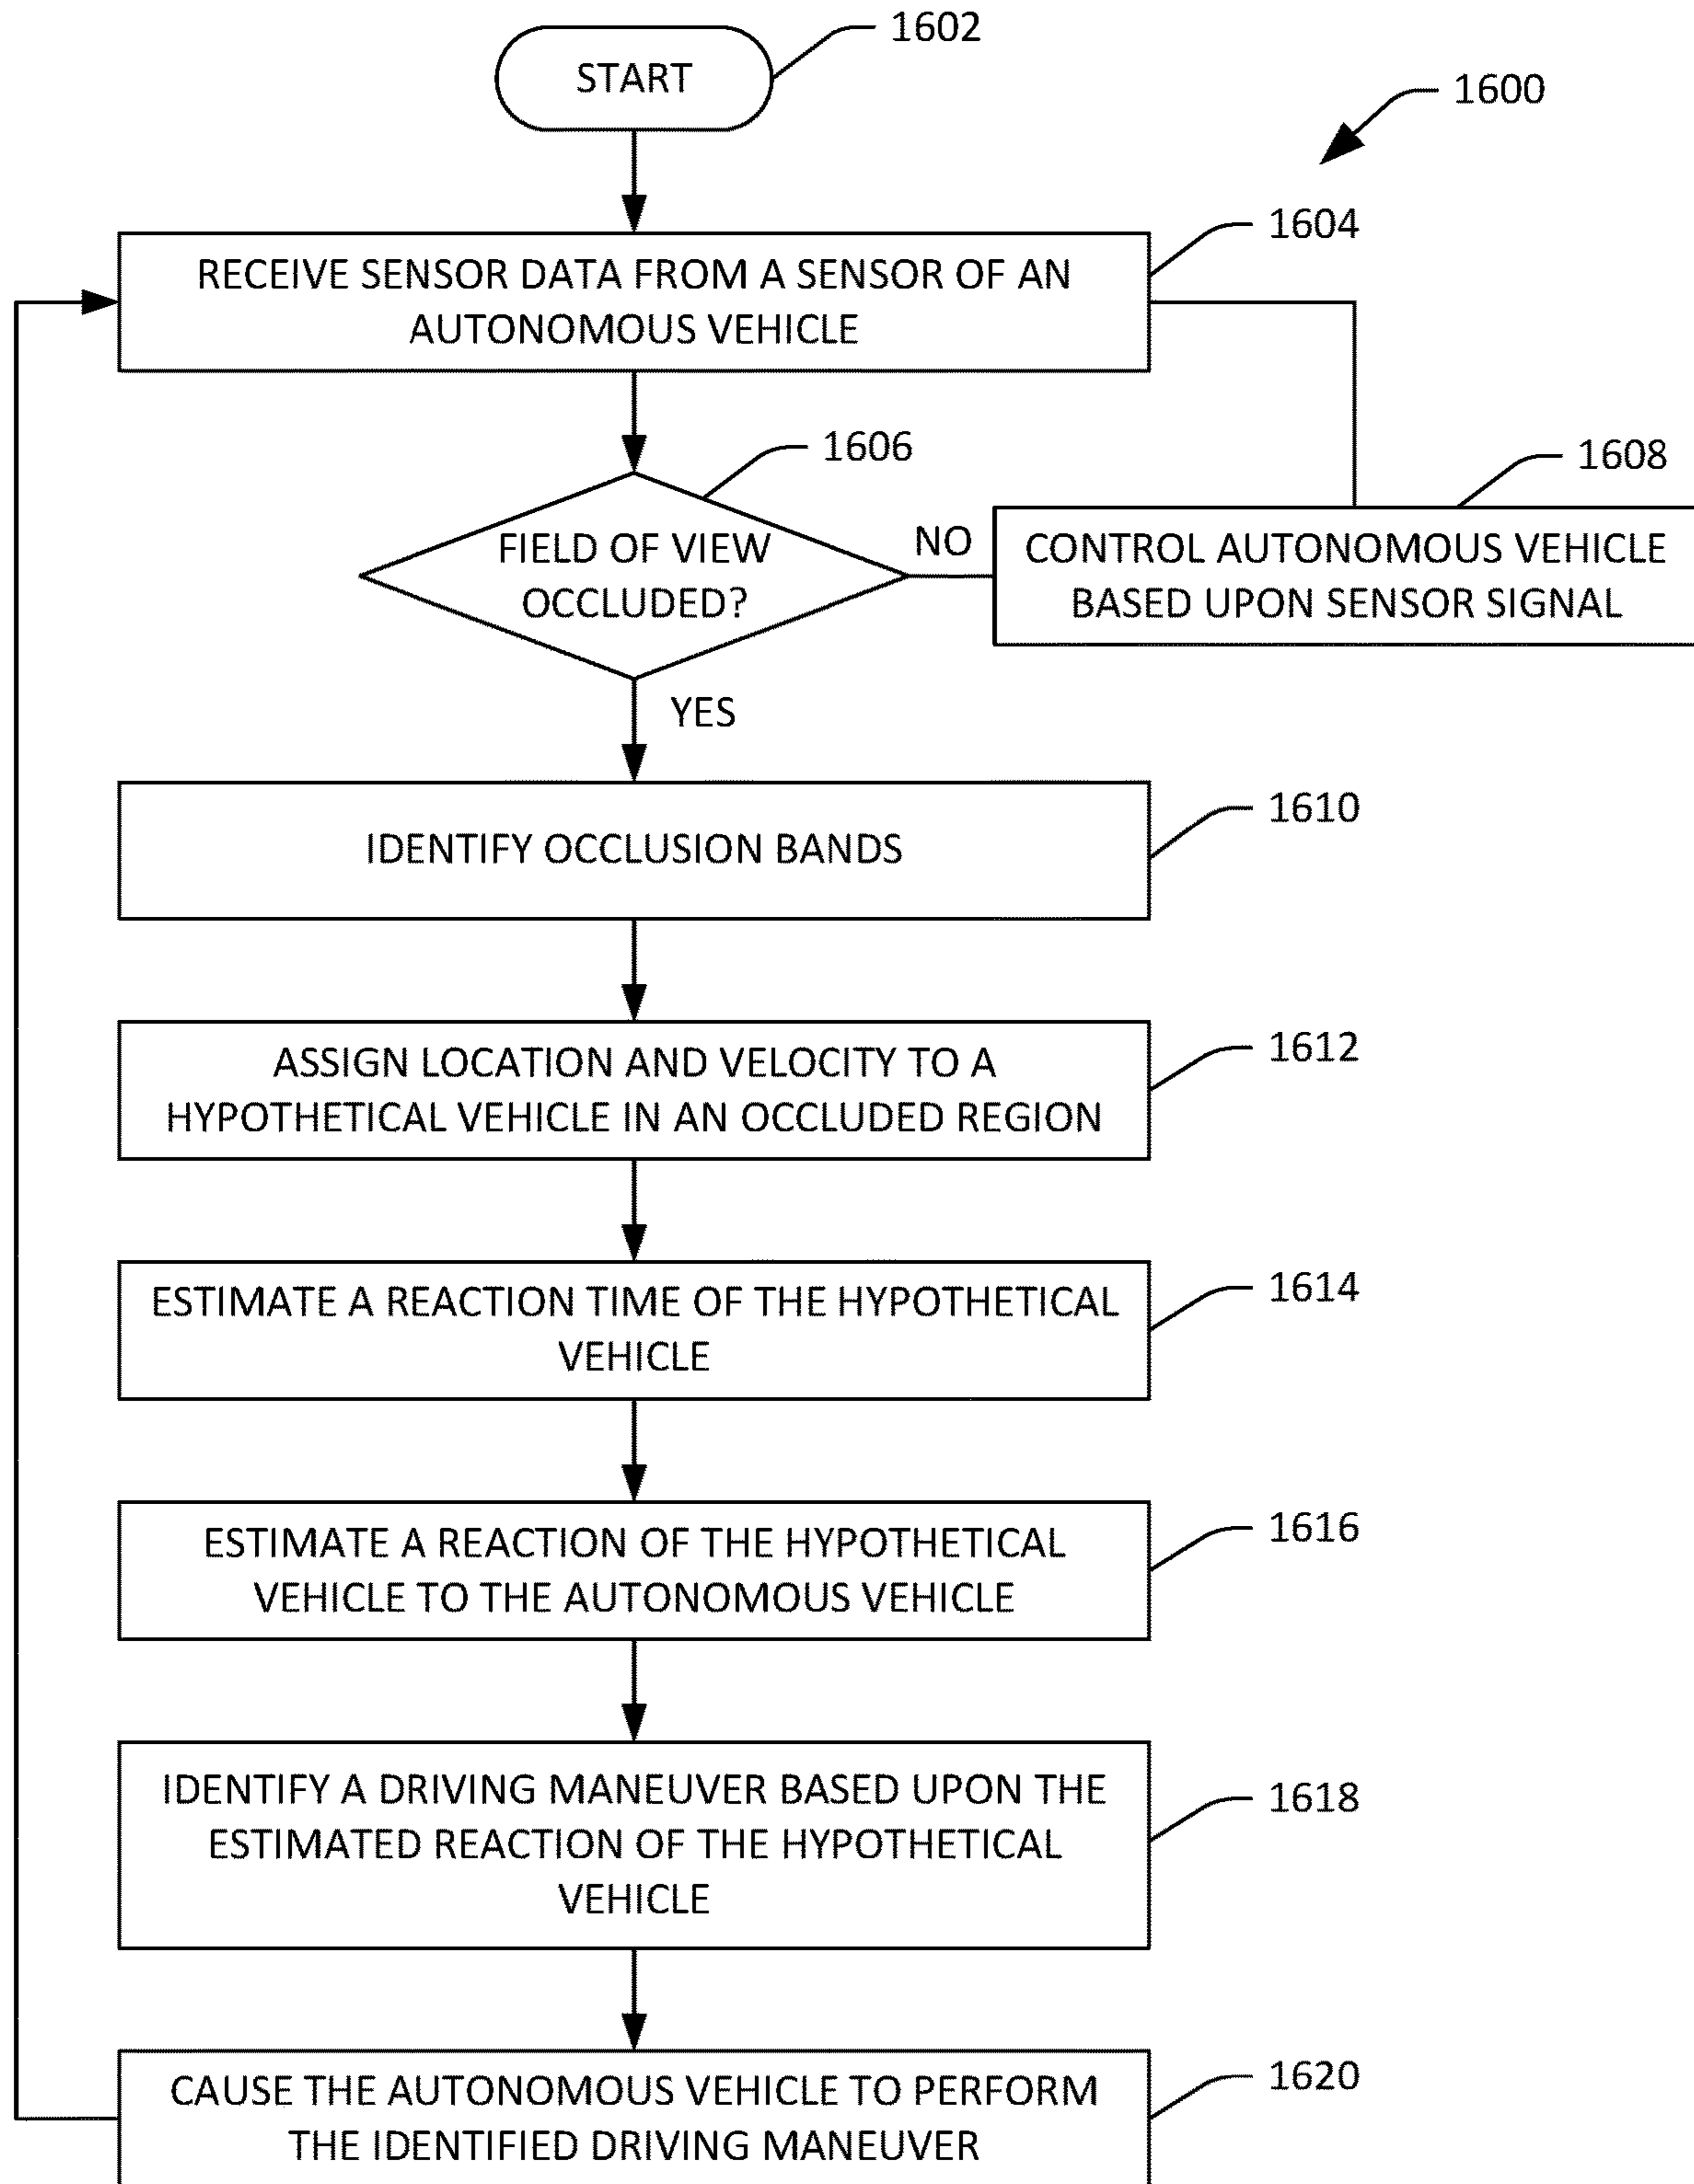 1602
START
1600
1604
RECEIVE SENSOR DATA FROM A SENSOR OF AN
AUTONOMOUS VEHICLE
1606
1608
FIELD OF VIEW
OCCLUDED?
NO
CONTROL AUTONOMOUS VEHICLE
BASED UPON SENSOR SIGNAL
YES
1610
IDENTIFY OCCLUSION BANDS
1612
ASSIGN LOCATION AND VELOCITY TO A
HYPOTHETICAL VEHICLE IN AN OCCLUDED REGION
1614
ESTIMATE A REACTION TIME OF THE HYPOTHETICAL
VEHICLE
1616
ESTIMATE A REACTION OF THE HYPOTHETICAL
VEHICLE TO THE AUTONOMOUS VEHICLE
1618
IDENTIFY A DRIVING MANEUVER BASED UPON THE
ESTIMATED REACTION OF THE HYPOTHETICAL
VEHICLE
1620
CAUSE THE AUTONOMOUS VEHICLE TO PERFORM
THE IDENTIFIED DRIVING MANEUVER